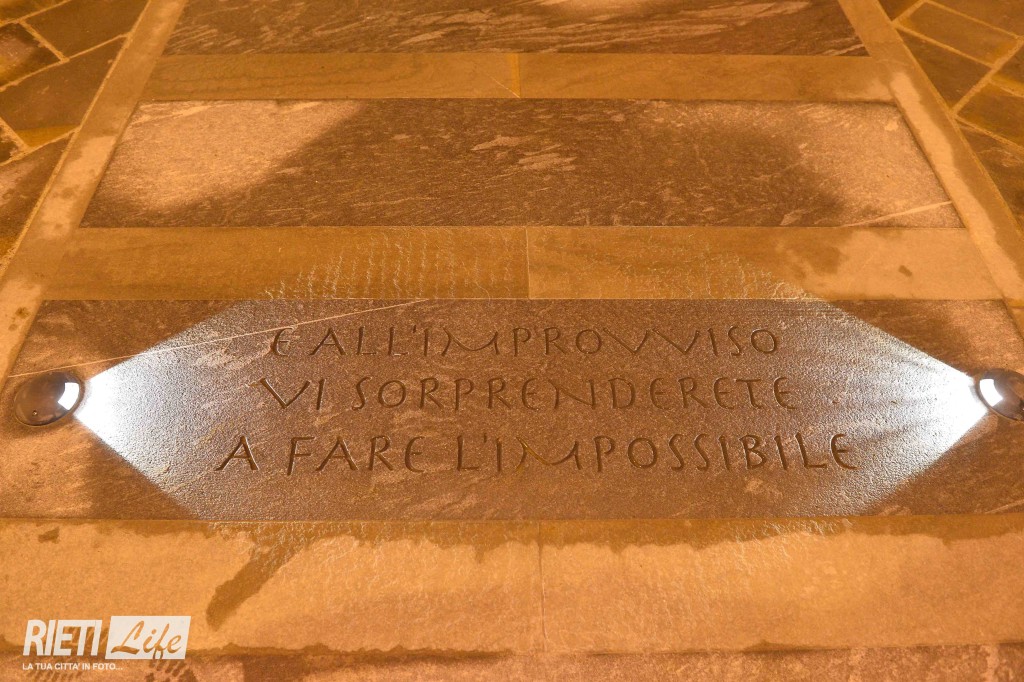 E ALL'IMPROVVISO
VI SORPRENDERETE
A FARE L'IMPOSSIBILE
RIETI Life
LA TUA CITTA' IN FOTO...